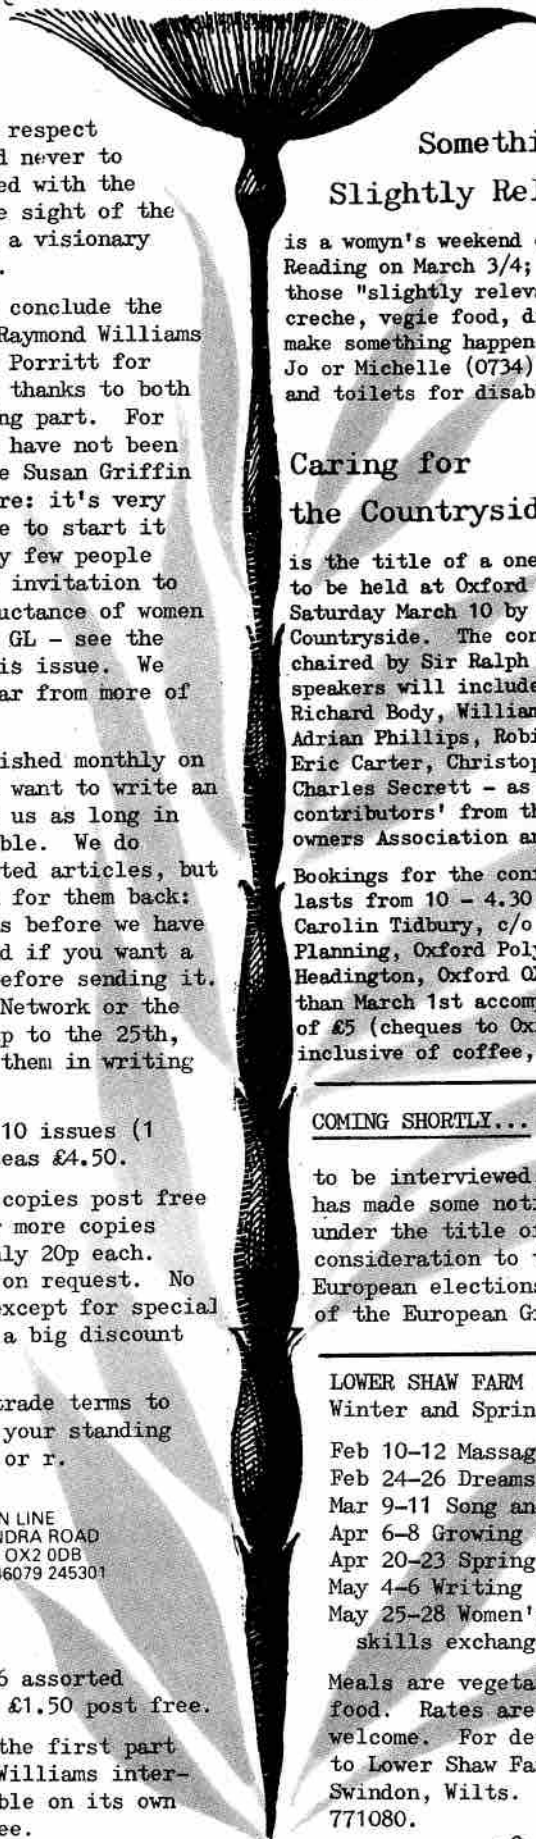 respect
d never to
ed with the
e sight of the
a visionary
.
conclude the
Raymond Williams
Porritt for
thanks to both
ng part. For
have not been
e Susan Griffin
re: it's very
e to start it
y few people
invitation to
uctance of women
GL - see the
is issue. We
ar from more of
ished monthly on
want to write an
us as long in
ble. We do
ted articles, but
for them back:
s before we have
d if you want a
efore sending it.
Network or the
p to the 25th,
them in writing
10 issues (1
eas £4.50.
copies post free
r more copies
ly 20p each.
on request. No
except for special
a big discount
trade terms to
your standing
or r.
N LINE
NDRA ROAD
OX2 0DB
46079 245301
6 assorted
£1.50 post free.
the first part
Williams inter-
ble on its own
ee.
Somethi
Slightly Rel
is a womyn's weekend
Reading on March 3/4;
those "slightly releva
creche, vegie food, d
make something happen
Jo or Michelle (0734)
and toilets for disab
Caring for
the Countrysid
is the title of a one
to be held at Oxford
Saturday March 10 by
Countryside. The con
chaired by Sir Ralph
speakers will include
Richard Body, William
Adrian Phillips, Robi
Eric Carter, Christop
Charles Secrett - as
contributors' from th
owners Association an
Bookings for the conf
lasts from 10 - 4.30
Carolin Tidbury, c/o
Planning, Oxford Poly
Headington, Oxford OX
than March 1st accomp
of £5 (cheques to Oxf
inclusive of coffee,
COMING SHORTLY...
to be interviewed
has made some noti
under the title of
consideration to t
European elections
of the European Gr
LOWER SHAW FARM
Winter and Sprin
Feb 10-12 Massag
Feb 24-26 Dreams
Mar 9-11 Song an
Apr 6-8 Growing
Apr 20-23 Spring
May 4-6 Writing
May 25-28 Women'
skills exchang
Meals are vegeta
food. Rates are
welcome. For de
to Lower Shaw Fa
Swindon, Wilts.
771080.